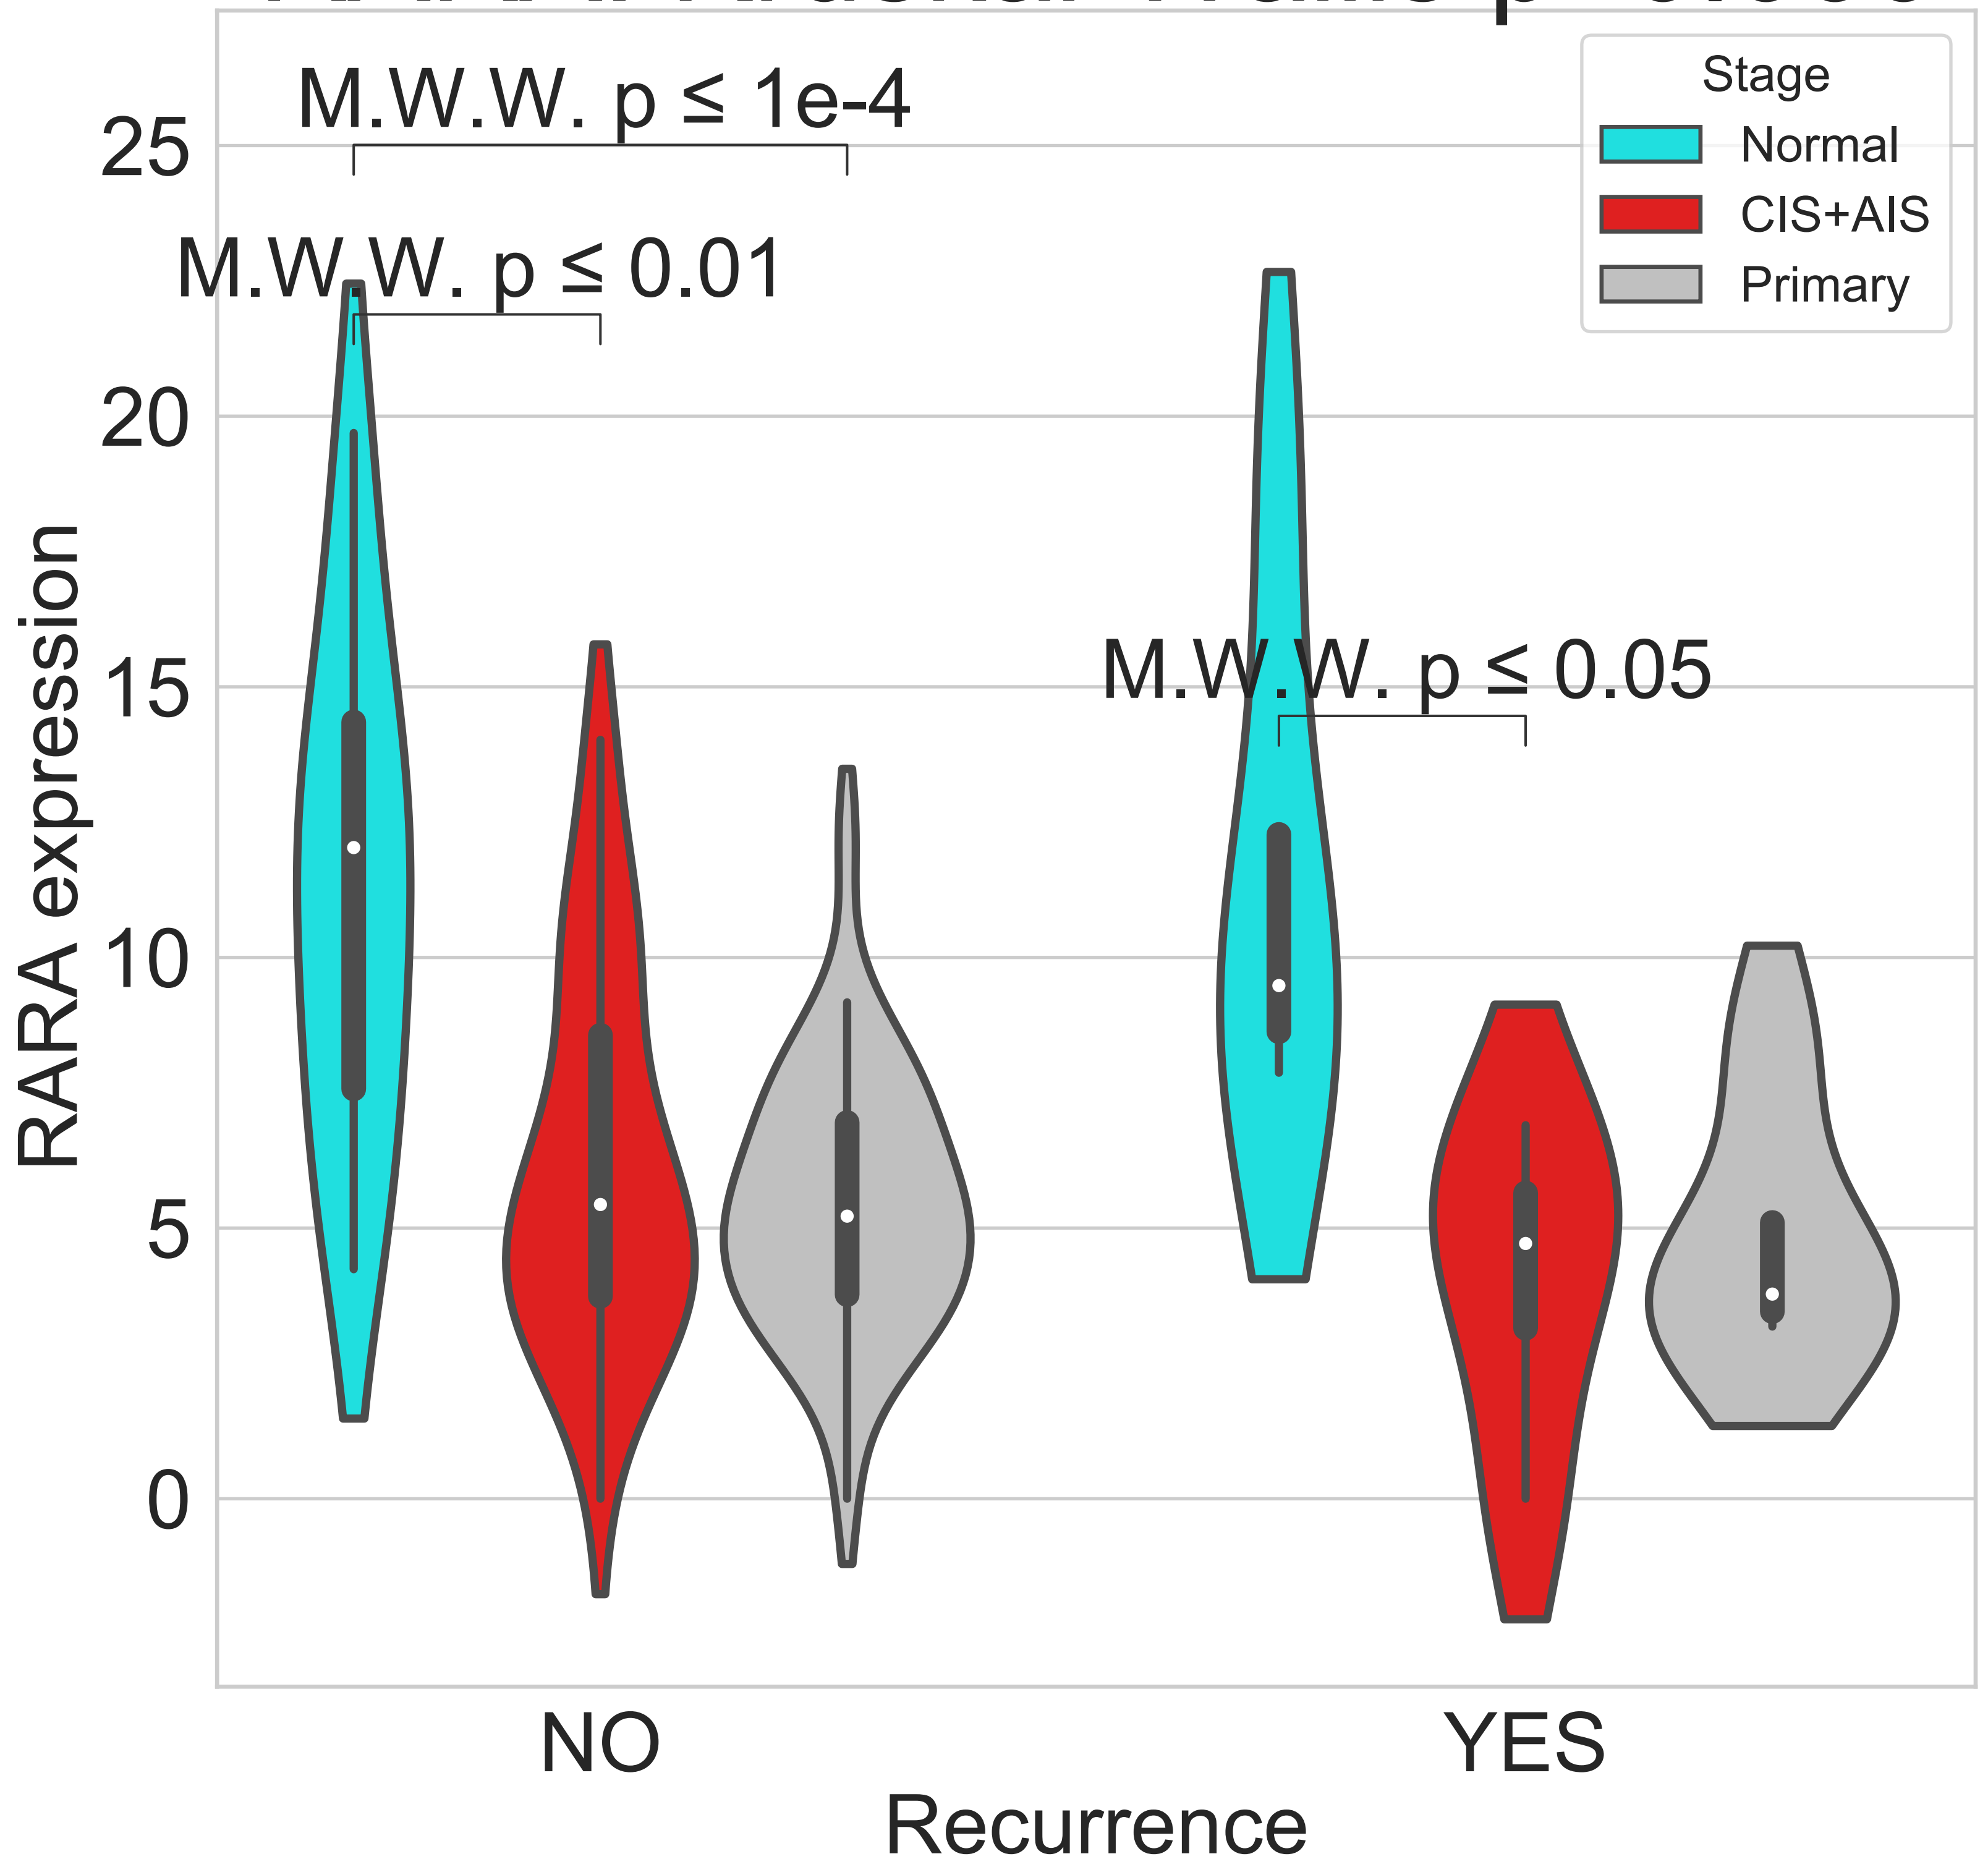 M.W.W. p ≤ 1e-4
M.W.W. p ≤ 0.01
M.W.W. p ≤ 0.05
Stage
Normal
CIS+AIS
Primary
RARA expression
25
20
15
10
5
0
NO
YES
Recurrence